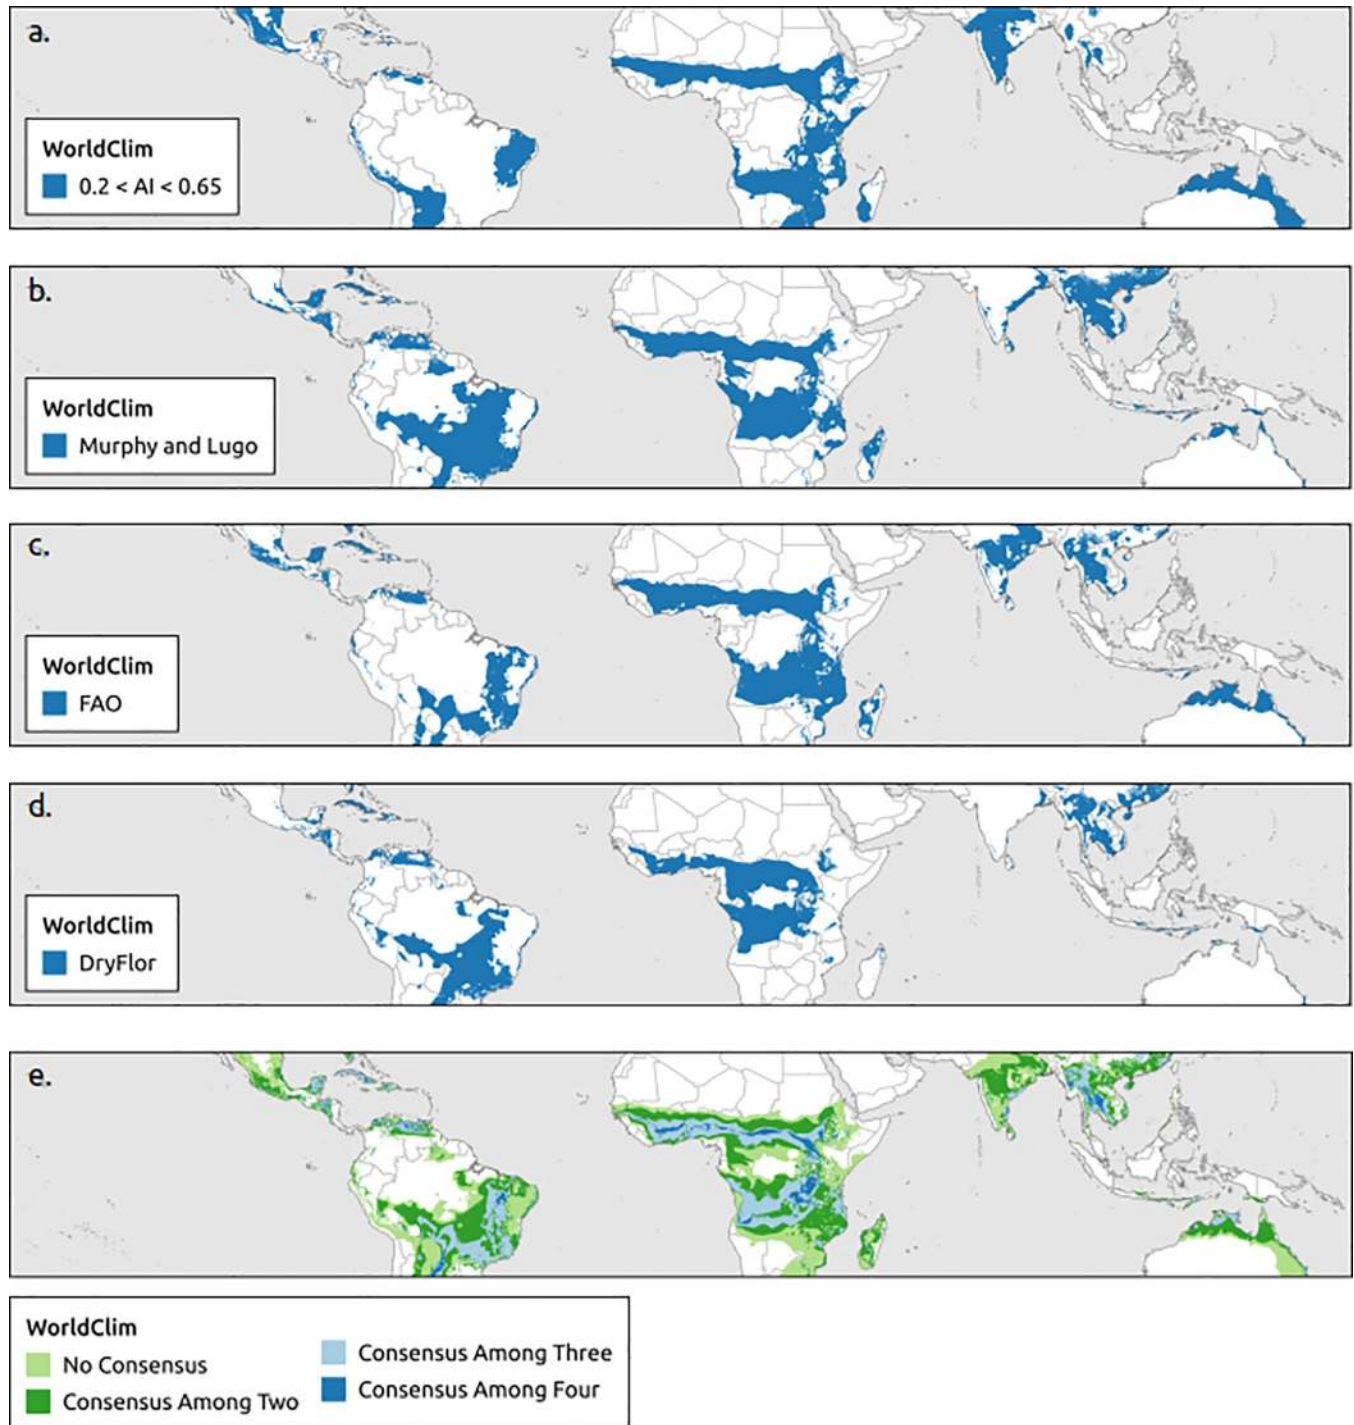 a.
WorldClim
0.2 < AI < 0.65
b.
WorldClim
Murphy and Lugo
c.
WorldClim
FAO
d.
WorldClim
DryFlor
e.
WorldClim
No Consensus
Consensus Among Two
Consensus Among Three
Consensus Among Four